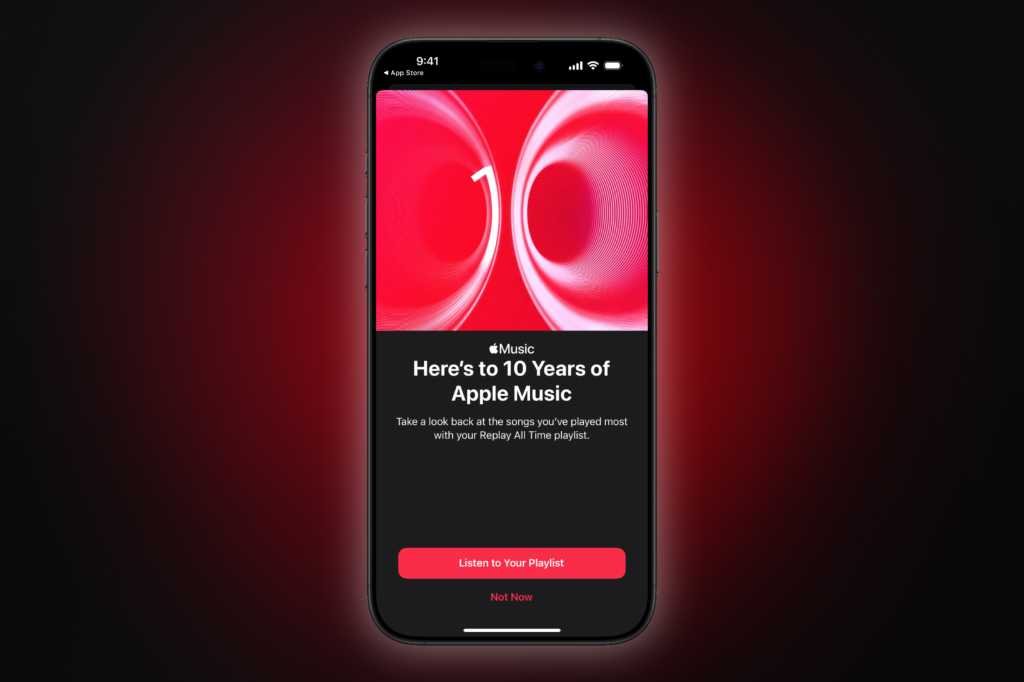 9:41
◀ App Store
10
Music
Here's to 10 Years of
Apple Music
Take a look back at the songs you've played most
with your Replay All Time playlist.
Listen to Your Playlist
Not Now